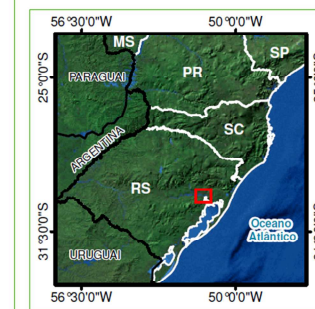 56°30'0"W 50°0'0"W
MS
SP
PARAGUAI
PR
25°0'0"S
SC
ARGENTINA
RS
Oceano
Atlântico
31°30'0"S
URUGUAI
56°30'0"W 50°0'0"W